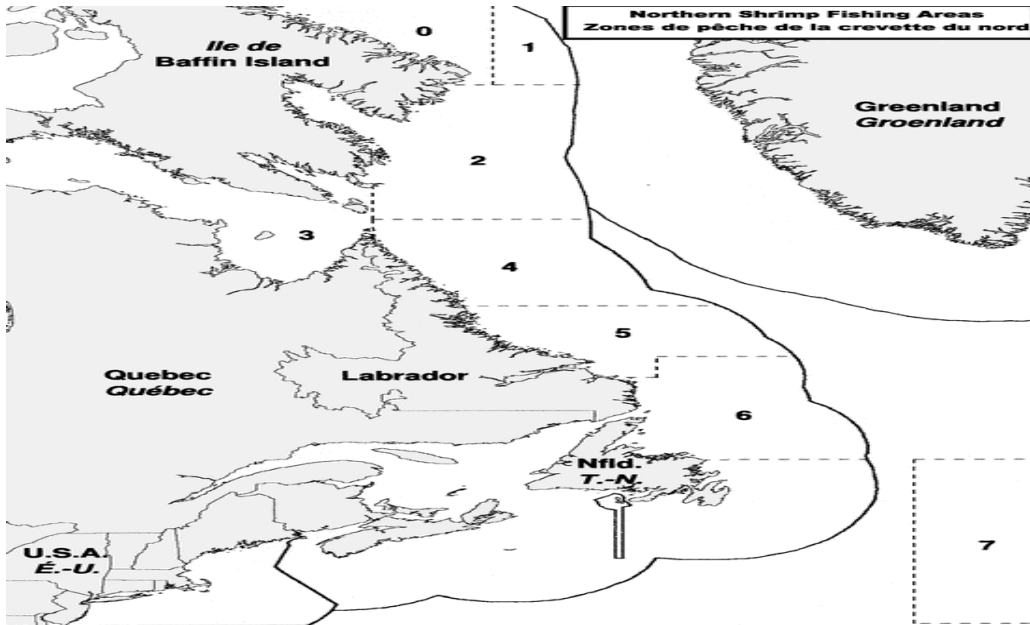 Northern Shrimp Fishing Areas
Zones de pêche de la crevette du nord
0
1
Ile de
Baffin Island
Greenland
Groenland
2
3
4
5
Quebec
Québec
Labrador
6
Nfld.
T.-N.
7
U.S.A.
É.-U.